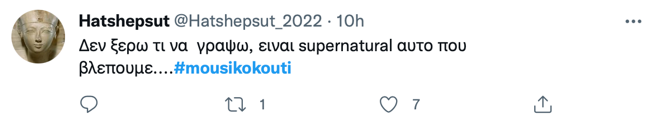 Hatshepsut @Hatshepsut_2022 · 10h
Δεν ξερω τι να  γραψω, ειναι supernatural αυτο που
βλεπουμε....#mousikokouti
1 7